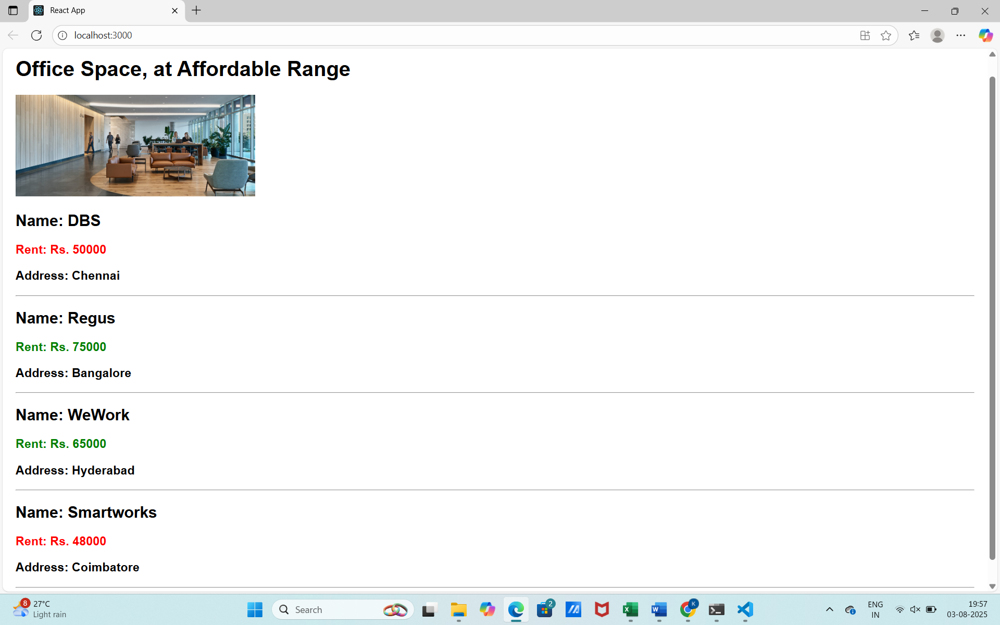 React App
localhost:3000
Office Space, at Affordable Range
Name: DBS
Rent: Rs. 50000
Address: Chennai
Name: Regus
Rent: Rs. 75000
Address: Bangalore
Name: WeWork
Rent: Rs. 65000
Address: Hyderabad
Name: Smartworks
Rent: Rs. 48000
Address: Coimbatore
8
27°C
Light rain
Search
2
K
ENG
IN
19:57
03-08-2025